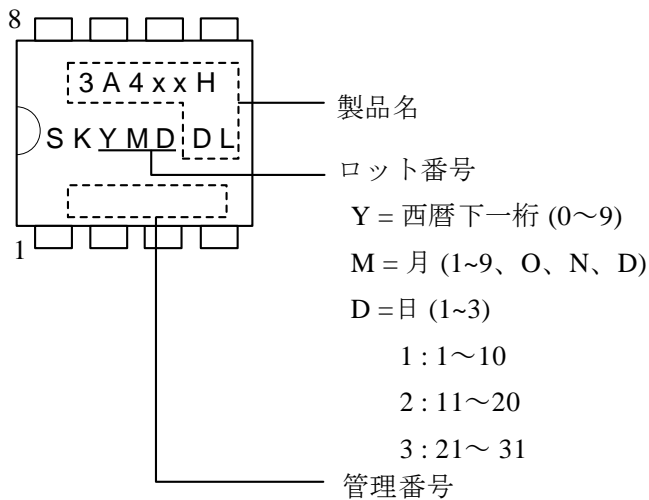 8
3A4xxH
SKYMD DL
1
製品名
ロット番号
Y = 西暦下一桁 (0～9)
M = 月 (1~9、O、N、D)
D =日 (1~3)
1 : 1～10
2 : 11～20
3 : 21～ 31
管理番号